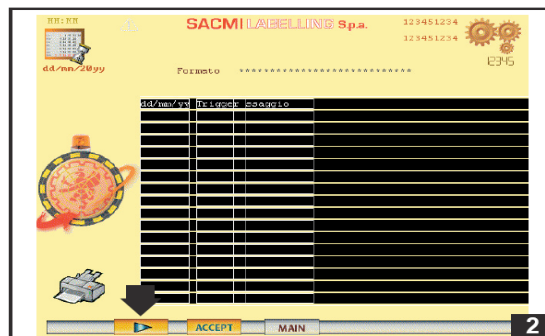 HH:MM
SACMI LABELLING S.p.a.
123451234
123451234
12345
dd/mm/20yy
Formato ****************************
dd/mm/yy Trigger essaggio
ACCEPT
MAIN
2